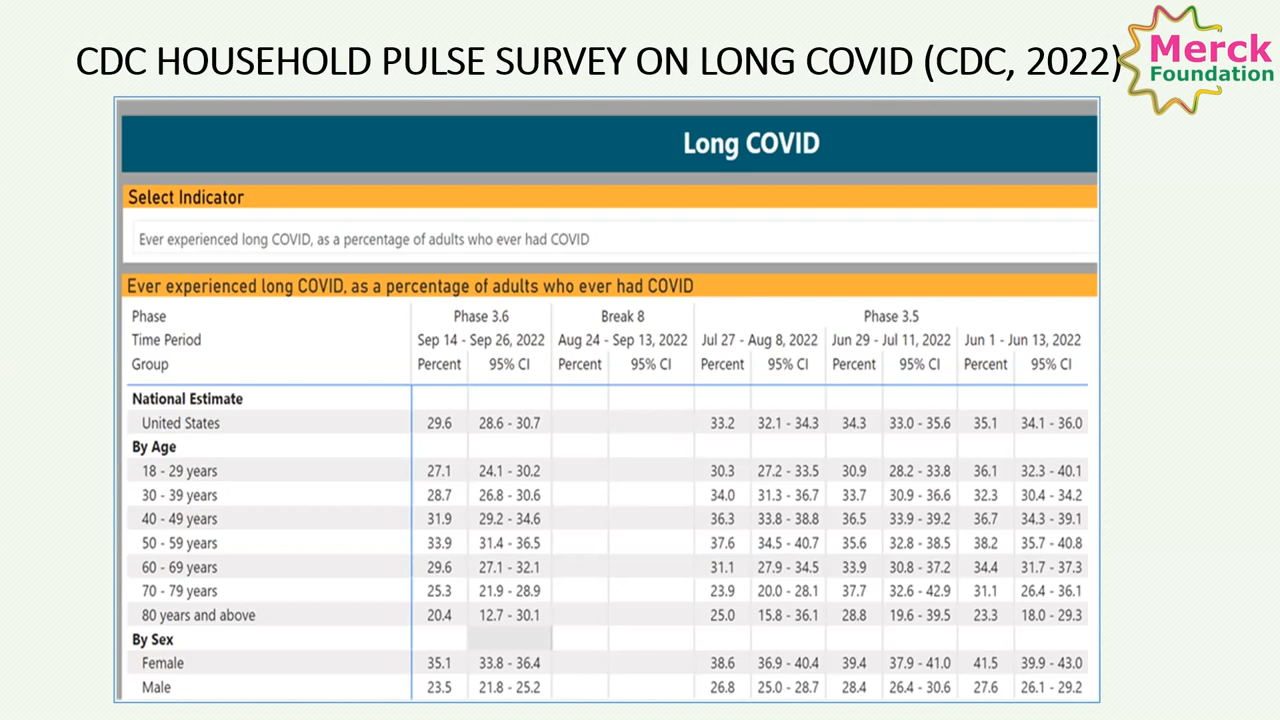 CDC HOUSEHOLD PULSE SURVEY ON LONG COVID (CDC, 2022)
Merck
Foundation
Long COVID
Select Indicator
Ever experienced long COVID, as a percentage of adults who ever had COVID
Ever experienced long COVID, as a percentage of adults who ever had COVID
Phase Phase 3.6 Break 8 Phase 3.5
Time Period Sep 14 - Sep 26, 2022 Aug 24 - Sep 13, 2022 Jul 27 - Aug 8, 2022 Jun 29 - Jul 11, 2022 Jun 1 - Jun 13, 2022
Group Percent 95% CI Percent 95% CI Percent 95% CI Percent 95% CI Percent 95% CI
National Estimate
United States 29.6 28.6 - 30.7 33.2 32.1 - 34.3 34.3 33.0 - 35.6 35.1 34.1 - 36.0
By Age
18 - 29 years 27.1 24.1 - 30.2 30.3 27.2 - 33.5 30.9 28.2 - 33.8 36.1 32.3 - 40.1
30 - 39 years 28.7 26.8 - 30.6 34.0 31.3 - 36.7 33.7 30.9 - 36.6 32.3 30.4 - 34.2
40 - 49 years 31.9 29.2 - 34.6 36.3 33.8 - 38.8 36.5 33.9 - 39.2 36.7 34.3 - 39.1
50 - 59 years 33.9 31.4 - 36.5 37.6 34.5 - 40.7 35.6 32.8 - 38.5 38.2 35.7 - 40.8
60 - 69 years 29.6 27.1 - 32.1 31.1 27.9 - 34.5 33.9 30.8 - 37.2 34.4 31.7 - 37.3
70 - 79 years 25.3 21.9 - 28.9 23.9 20.0 - 28.1 37.7 32.6 - 42.9 31.1 26.4 - 36.1
80 years and above 20.4 12.7 - 30.1 25.0 15.8 - 36.1 28.8 19.6 - 39.5 23.3 18.0 - 29.3
By Sex
Female 35.1 33.8 - 36.4 38.6 36.9 - 40.4 39.4 37.9 - 41.0 41.5 39.9 - 43.0
Male 23.5 21.8 - 25.2 26.8 25.0 - 28.7 28.4 26.4 - 30.6 27.6 26.1 - 29.2